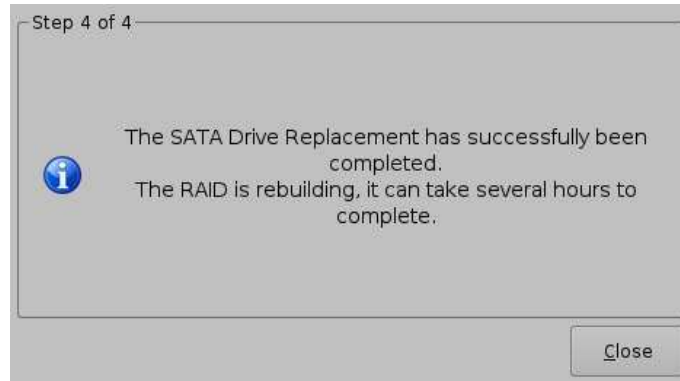 Step 4 of 4
The SATA Drive Replacement has successfully been
completed.
The RAID is rebuilding, it can take several hours to
complete.
Close